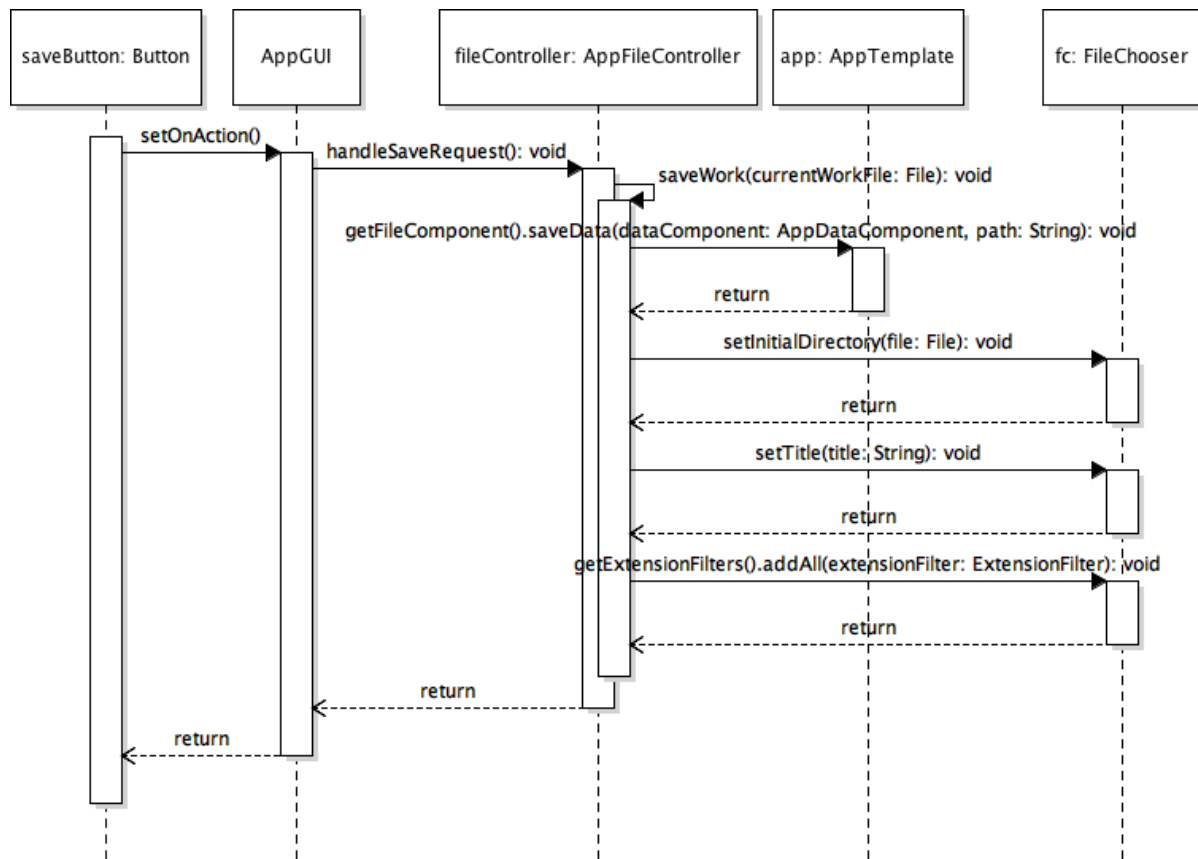 saveButton: Button
AppGUI
fileController: AppFileController
app: AppTemplate
fc: FileChooser
setOnAction()
handleSaveRequest(): void
saveWork(currentWorkFile: File): void
getFileComponent().saveData(dataComponent: AppDataComponent, path: String): void
return
setInitialDirectory(file: File): void
return
setTitle(title: String): void
return
getExtensionFilters().addAll(extensionFilter: ExtensionFilter): void
return
return
return